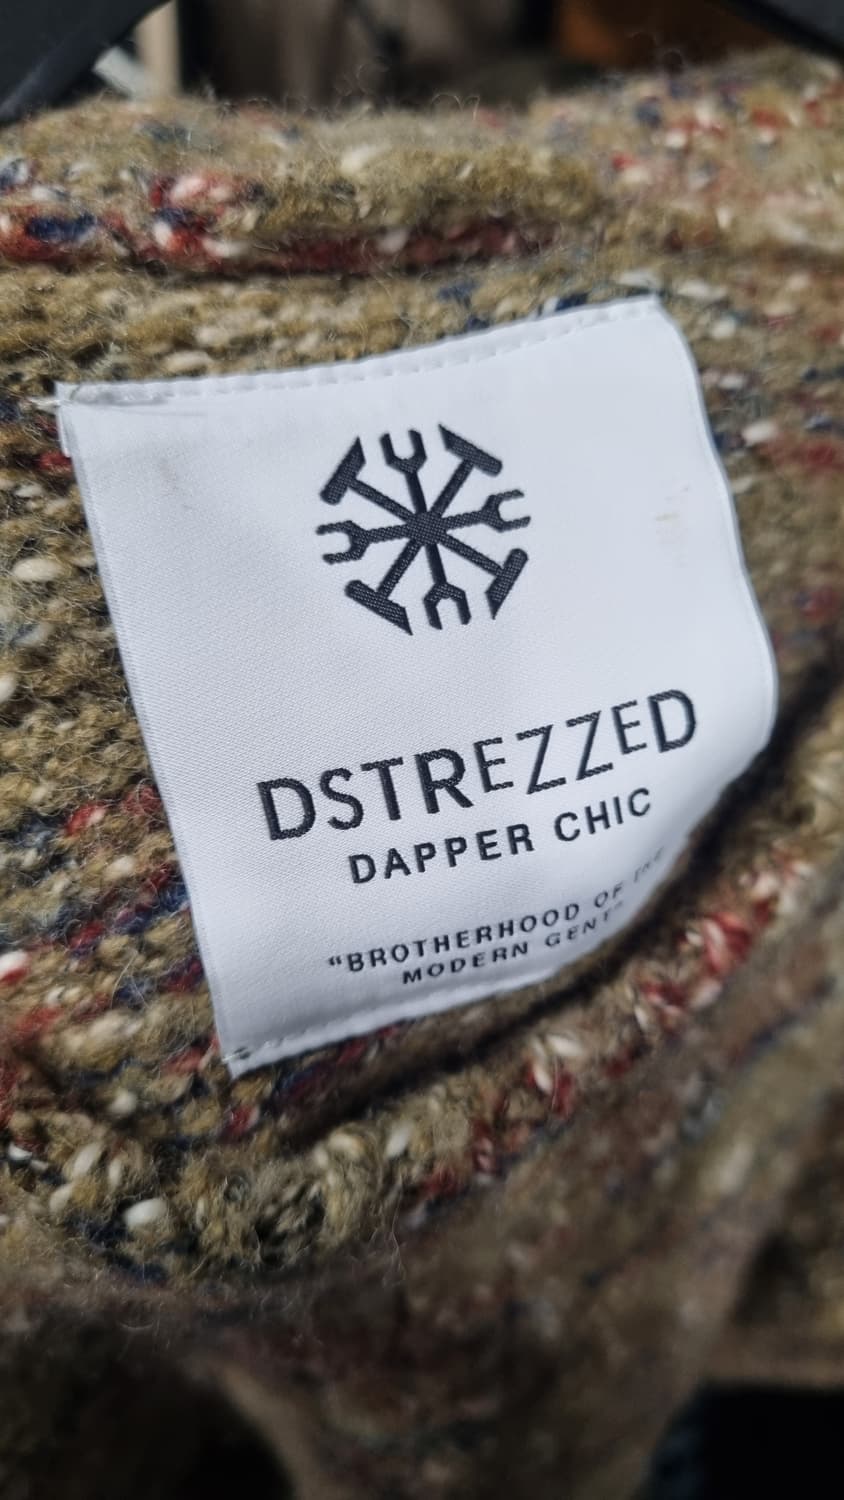 DSTREZZED
DAPPER CHIC
"BROTHERHOOD OF THE
MODERN GENT"